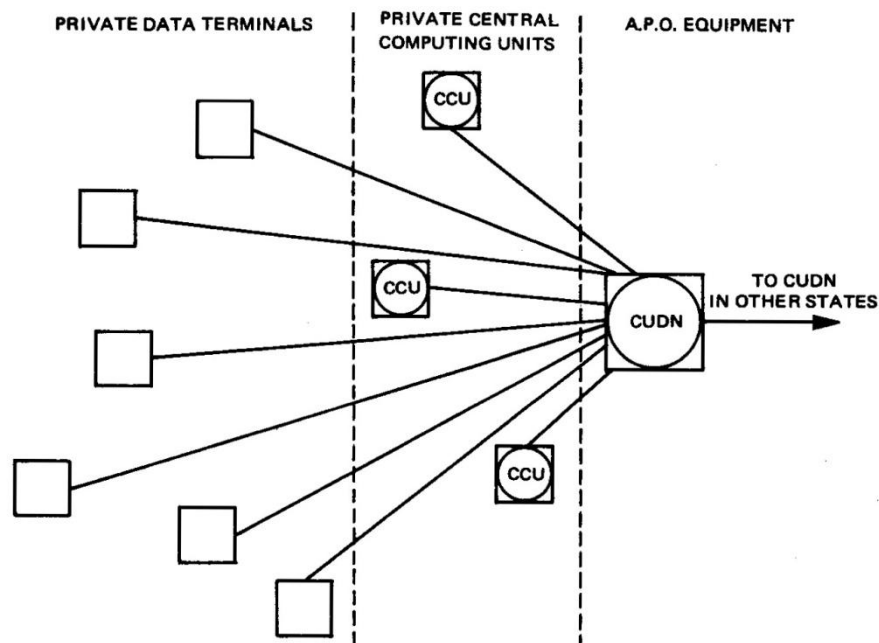 PRIVATE DATA TERMINALS
PRIVATE CENTRAL
COMPUTING UNITS
A.P.O. EQUIPMENT
CCU
CCU
CUDN
TO CUDN
IN OTHER STATES
CCU